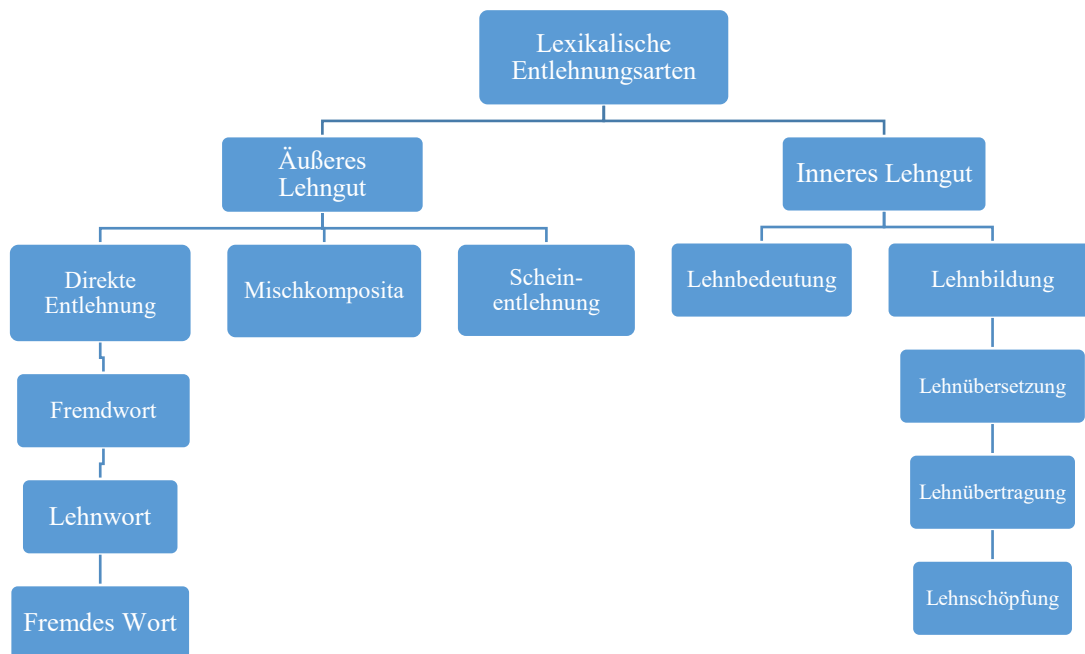 Lexikalische
Entlehnungsarten
Äußeres
Lehngut
Inneres Lehngut
Direkte
Entlehnung
Mischkomposita
Schein-
entlehnung
Lehnbedeutung
Lehnbildung
Fremdwort
Lehnübersetzung
Lehnwort
Lehnübertragung
Fremdes Wort
Lehnschöpfung